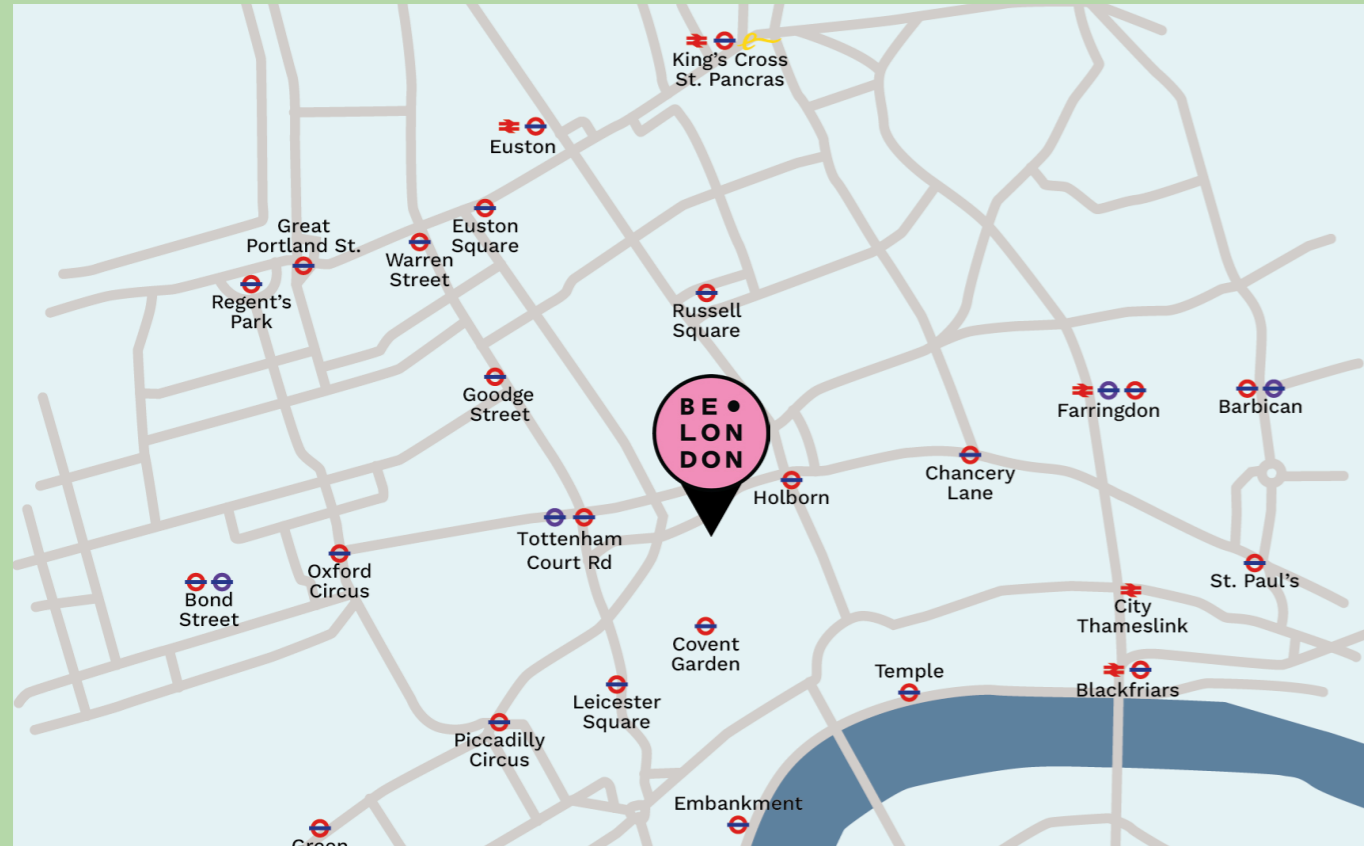 King's Cross
St. Pancras
Euston
Great
Portland St.
Euston
Square
Warren
Street
Regent's
Park
Russell
Square
Goodge
Street
BE •
LON
DON
Farringdon
Barbican
Holborn
Chancery
Lane
Tottenham
Court Rd
Oxford
Circus
Bond
Street
St. Paul's
City
Thameslink
Covent
Garden
Temple
Blackfriars
Leicester
Square
Piccadilly
Circus
Embankment
Green